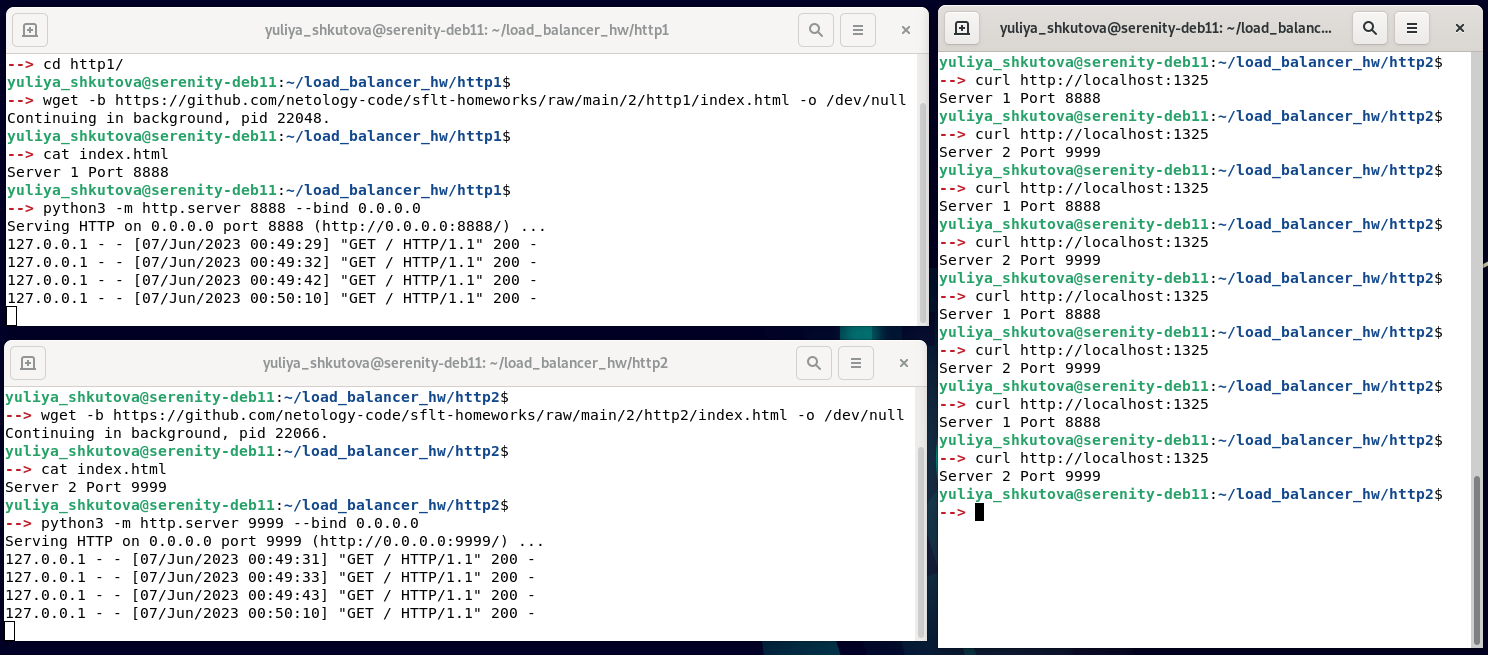 yuliya_shkutova@serenity-deb11: ~/load_balancer_hw/http1
--> cd http1/
yuliya_shkutova@serenity-deb11:~/load_balancer_hw/http1$
--> wget -b https://github.com/netology-code/sflt-homeworks/raw/main/2/http1/index.html -o /dev/null
Continuing in background, pid 22048.
yuliya_shkutova@serenity-deb11:~/load_balancer_hw/http1$
--> cat index.html
Server 1 Port 8888
yuliya_shkutova@serenity-deb11:~/load_balancer_hw/http1$
--> python3 -m http.server 8888 --bind 0.0.0.0
Serving HTTP on 0.0.0.0 port 8888 (http://0.0.0.0:8888/) ...
127.0.0.1 - - [07/Jun/2023 00:49:29] "GET / HTTP/1.1" 200 -
127.0.0.1 - - [07/Jun/2023 00:49:32] "GET / HTTP/1.1" 200 -
127.0.0.1 - - [07/Jun/2023 00:49:42] "GET / HTTP/1.1" 200 -
127.0.0.1 - - [07/Jun/2023 00:50:10] "GET / HTTP/1.1" 200 -
yuliya_shkutova@serenity-deb11: ~/load_balancer_hw/http2
yuliya_shkutova@serenity-deb11:~/load_balancer_hw/http2$
--> wget -b https://github.com/netology-code/sflt-homeworks/raw/main/2/http2/index.html -o /dev/null
Continuing in background, pid 22066.
yuliya_shkutova@serenity-deb11:~/load_balancer_hw/http2$
--> cat index.html
Server 2 Port 9999
yuliya_shkutova@serenity-deb11:~/load_balancer_hw/http2$
--> python3 -m http.server 9999 --bind 0.0.0.0
Serving HTTP on 0.0.0.0 port 9999 (http://0.0.0.0:9999/) ...
127.0.0.1 - - [07/Jun/2023 00:49:31] "GET / HTTP/1.1" 200 -
127.0.0.1 - - [07/Jun/2023 00:49:33] "GET / HTTP/1.1" 200 -
127.0.0.1 - - [07/Jun/2023 00:49:43] "GET / HTTP/1.1" 200 -
127.0.0.1 - - [07/Jun/2023 00:50:10] "GET / HTTP/1.1" 200 -
yuliya_shkutova@serenity-deb11: ~/load_balanc...
yuliya_shkutova@serenity-deb11:~/load_balancer_hw/http2$
--> curl http://localhost:1325
Server 1 Port 8888
yuliya_shkutova@serenity-deb11:~/load_balancer_hw/http2$
--> curl http://localhost:1325
Server 2 Port 9999
yuliya_shkutova@serenity-deb11:~/load_balancer_hw/http2$
--> curl http://localhost:1325
Server 1 Port 8888
yuliya_shkutova@serenity-deb11:~/load_balancer_hw/http2$
--> curl http://localhost:1325
Server 2 Port 9999
yuliya_shkutova@serenity-deb11:~/load_balancer_hw/http2$
--> curl http://localhost:1325
Server 1 Port 8888
yuliya_shkutova@serenity-deb11:~/load_balancer_hw/http2$
--> curl http://localhost:1325
Server 2 Port 9999
yuliya_shkutova@serenity-deb11:~/load_balancer_hw/http2$
--> curl http://localhost:1325
Server 1 Port 8888
yuliya_shkutova@serenity-deb11:~/load_balancer_hw/http2$
--> curl http://localhost:1325
Server 2 Port 9999
yuliya_shkutova@serenity-deb11:~/load_balancer_hw/http2$
-->